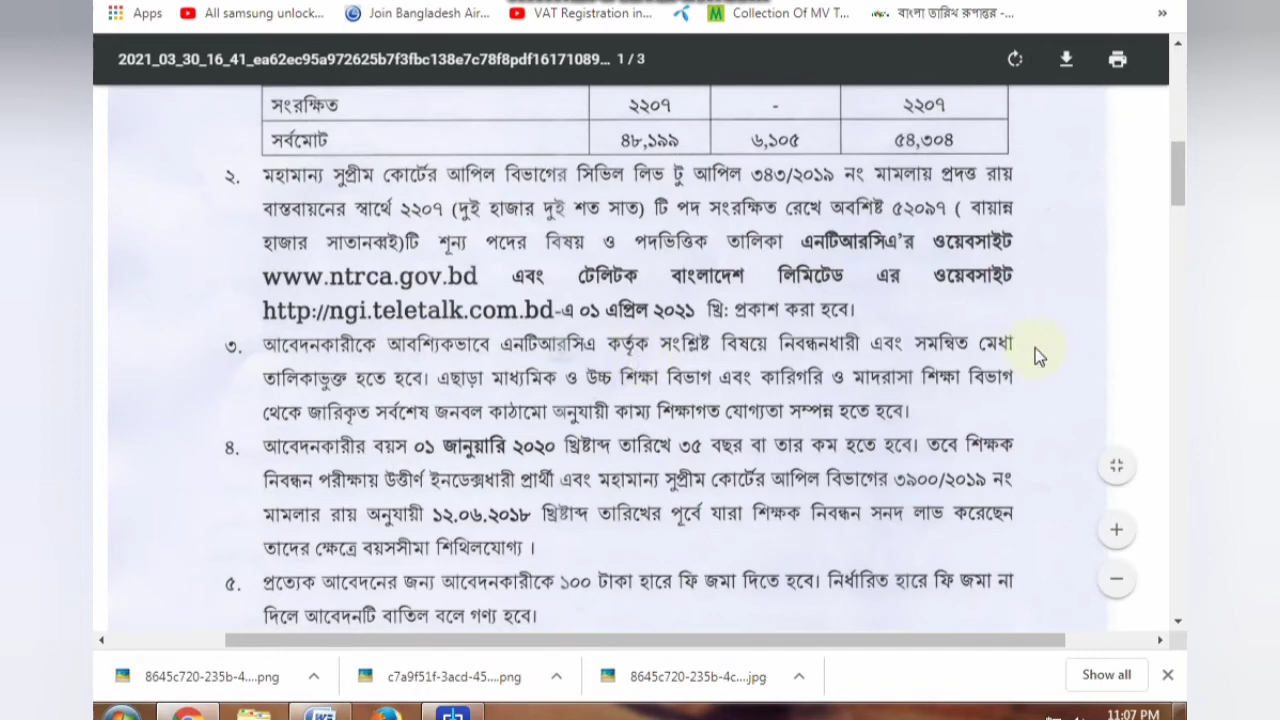 Apps All samsung unlock... Join Bangladesh Air... VAT Registration in... Collection Of MV T... বাংলা তারিখ রূপান্তর -... »
2021_03_30_16_41_ea62ec95a972625b7f3fbc138e7c78f8pdf16171089... 1 / 3
সংরক্ষিত ২২০৭ - ২২০৭
সর্বমোট ৪৮,১৯৯ ৬,১০৫ ৫৪,৩০৪
২. মহামান্য সুপ্রীম কোর্টের আপিল বিভাগের সিভিল লিভ টু আপিল ৩৪৩/২০১৯ নং মামলায় প্রদত্ত রায়
বাস্তবায়নের স্বার্থে ২২০৭ (দুই হাজার দুই শত সাত) টি পদ সংরক্ষিত রেখে অবশিষ্ট ৫২০৯৭ ( বায়ান্ন
হাজার সাতানব্বই)টি শূন্য পদের বিষয় ও পদভিত্তিক তালিকা এনটিআরসিএ'র ওয়েবসাইট
www.ntrca.gov.bd এবং টেলিটক বাংলাদেশ লিমিটেড এর ওয়েবসাইট
http://ngi.teletalk.com.bd-এ ০১ এপ্রিল ২০২১ খ্রি: প্রকাশ করা হবে।
৩. আবেদনকারীকে আবশ্যিকভাবে এনটিআরসিএ কর্তৃক সংশ্লিষ্ট বিষয়ে নিবন্ধনধারী এবং সমন্বিত মেধা
তালিকাভুক্ত হতে হবে। এছাড়া মাধ্যমিক ও উচ্চ শিক্ষা বিভাগ এবং কারিগরি ও মাদরাসা শিক্ষা বিভাগ
থেকে জারিকৃত সর্বশেষ জনবল কাঠামো অনুযায়ী কাম্য শিক্ষাগত যোগ্যতা সম্পন্ন হতে হবে।
৪. আবেদনকারীর বয়স ০১ জানুয়ারি ২০২০ খ্রিষ্টাব্দ তারিখে ৩৫ বছর বা তার কম হতে হবে। তবে শিক্ষক
নিবন্ধন পরীক্ষায় উত্তীর্ণ ইনডেক্সধারী প্রার্থী এবং মহামান্য সুপ্রীম কোর্টের আপিল বিভাগের ৩৯০০/২০১৯ নং
মামলার রায় অনুযায়ী ১২.০৬.২০১৮ খ্রিষ্টাব্দ তারিখের পূর্বে যারা শিক্ষক নিবন্ধন সনদ লাভ করেছেন
তাদের ক্ষেত্রে বয়সসীমা শিথিলযোগ্য ।
৫. প্রত্যেক আবেদনের জন্য আবেদনকারীকে ১০০ টাকা হারে ফি জমা দিতে হবে। নির্ধারিত হারে ফি জমা না
দিলে আবেদনটি বাতিল বলে গণ্য হবে।
8645c720-235b-4....png c7a9f51f-3acd-45....png 8645c720-235b-4c....jpg Show all
11:07 PM